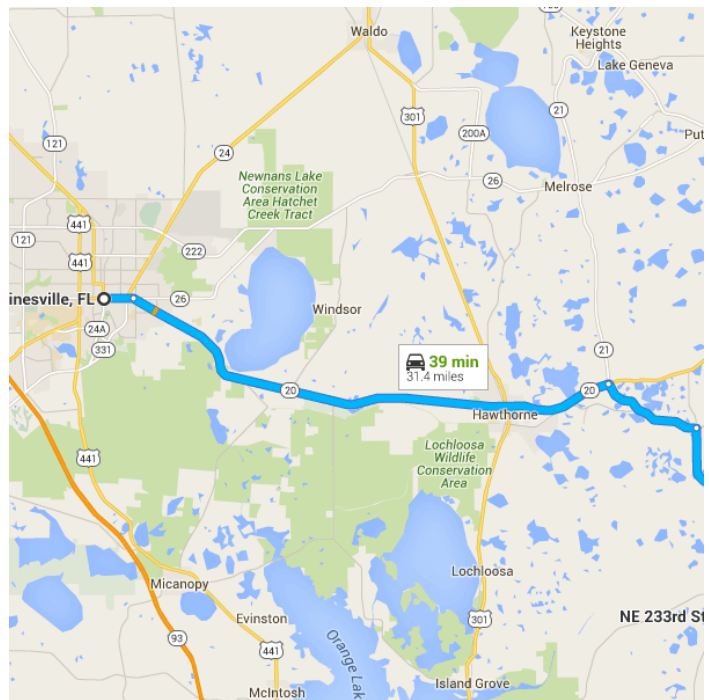 Waldo
Keystone
Heights
Lake Geneva
21
301
200A
Put
121
24
Newnans Lake
Conservation
Area Hatchet
Creek Tract
26
Melrose
441
121
441
222
inesville, FL
26
Windsor
24A
331
39 min
31.4 miles
21
20
20
Hawthorne
441
Lochloosa
Wildlife
Conservation
Area
Lochloosa
Micanopy
NE 233rd St
Evinston
301
93
441
Orange Lak
Island Grove
McIntosh